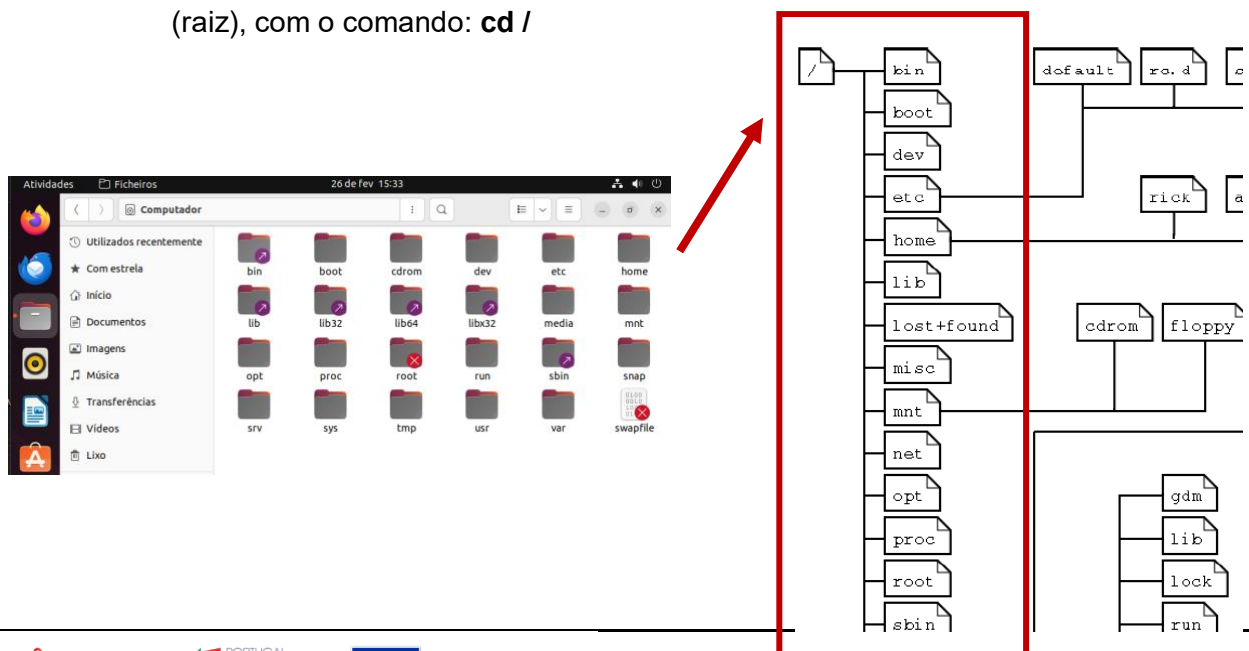 (raiz), com o comando: cd /
Atividades Ficheiros 26 de fev 15:33
Computador
Utilizados recentemente
Com estrela
Início
Documentos
Imagens
Música
Transferências
Vídeos
Lixo
bin boot cdrom dev etc home
lib lib32 lib64 libx32 media mnt
opt proc root run sbin snap
srv sys tmp usr var swapfile
/ bin default rc.d
boot
dev
etc rick a
home
lib
lost+found cdrom floppy
misc
mnt
net
opt gdm
proc lib
root lock
sbin run